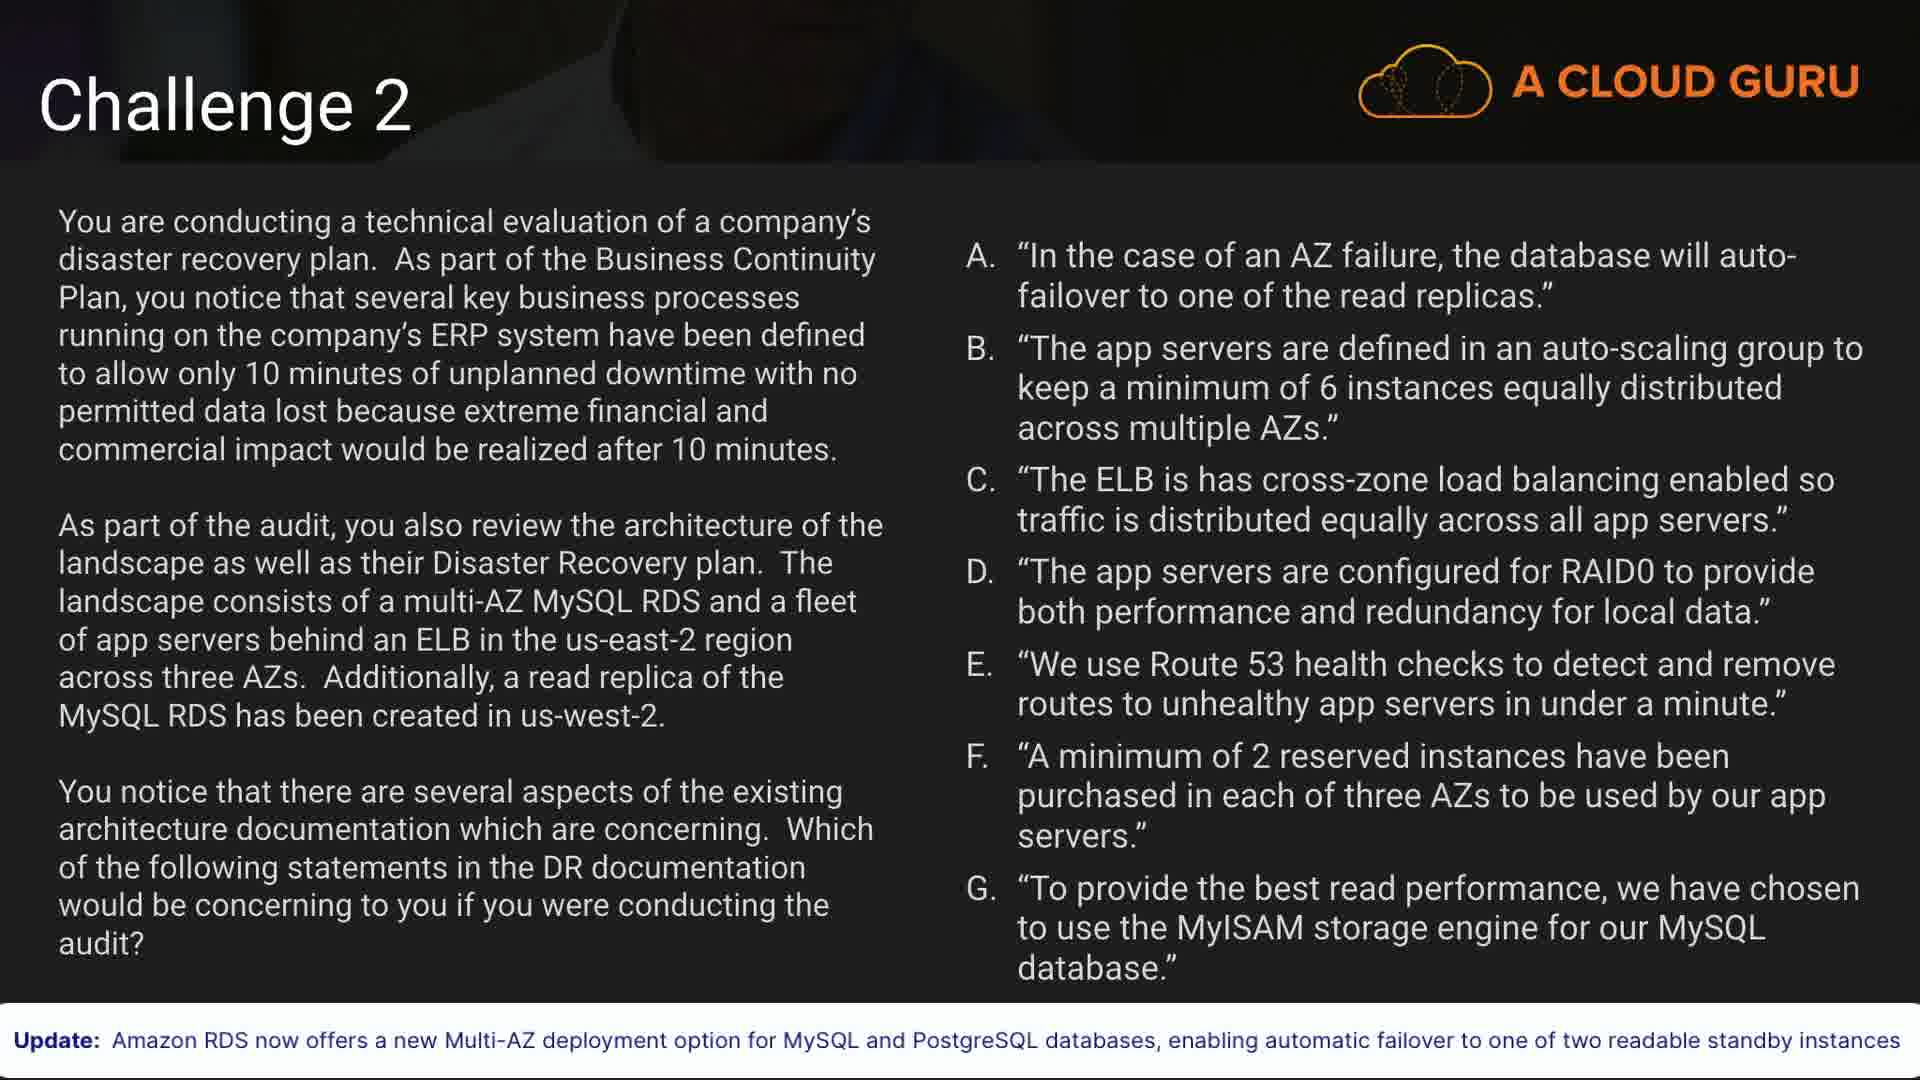 Challenge 2
A CLOUD GURU
You are conducting a technical evaluation of a company’s
disaster recovery plan.  As part of the Business Continuity
Plan, you notice that several key business processes
running on the company’s ERP system have been defined
to allow only 10 minutes of unplanned downtime with no
permitted data lost because extreme financial and
commercial impact would be realized after 10 minutes.
As part of the audit, you also review the architecture of the
landscape as well as their Disaster Recovery plan.  The
landscape consists of a multi-AZ MySQL RDS and a fleet
of app servers behind an ELB in the us-east-2 region
across three AZs.  Additionally, a read replica of the
MySQL RDS has been created in us-west-2.
You notice that there are several aspects of the existing
architecture documentation which are concerning.  Which
of the following statements in the DR documentation
would be concerning to you if you were conducting the
audit?
A. “In the case of an AZ failure, the database will auto-
failover to one of the read replicas.”
B. “The app servers are defined in an auto-scaling group to
keep a minimum of 6 instances equally distributed
across multiple AZs.”
C. “The ELB is has cross-zone load balancing enabled so
traffic is distributed equally across all app servers.”
D. “The app servers are configured for RAID0 to provide
both performance and redundancy for local data.”
E. “We use Route 53 health checks to detect and remove
routes to unhealthy app servers in under a minute.”
F. “A minimum of 2 reserved instances have been
purchased in each of three AZs to be used by our app
servers.”
G. “To provide the best read performance, we have chosen
to use the MyISAM storage engine for our MySQL
database.”
Update: Amazon RDS now offers a new Multi-AZ deployment option for MySQL and PostgreSQL databases, enabling automatic failover to one of two readable standby instances